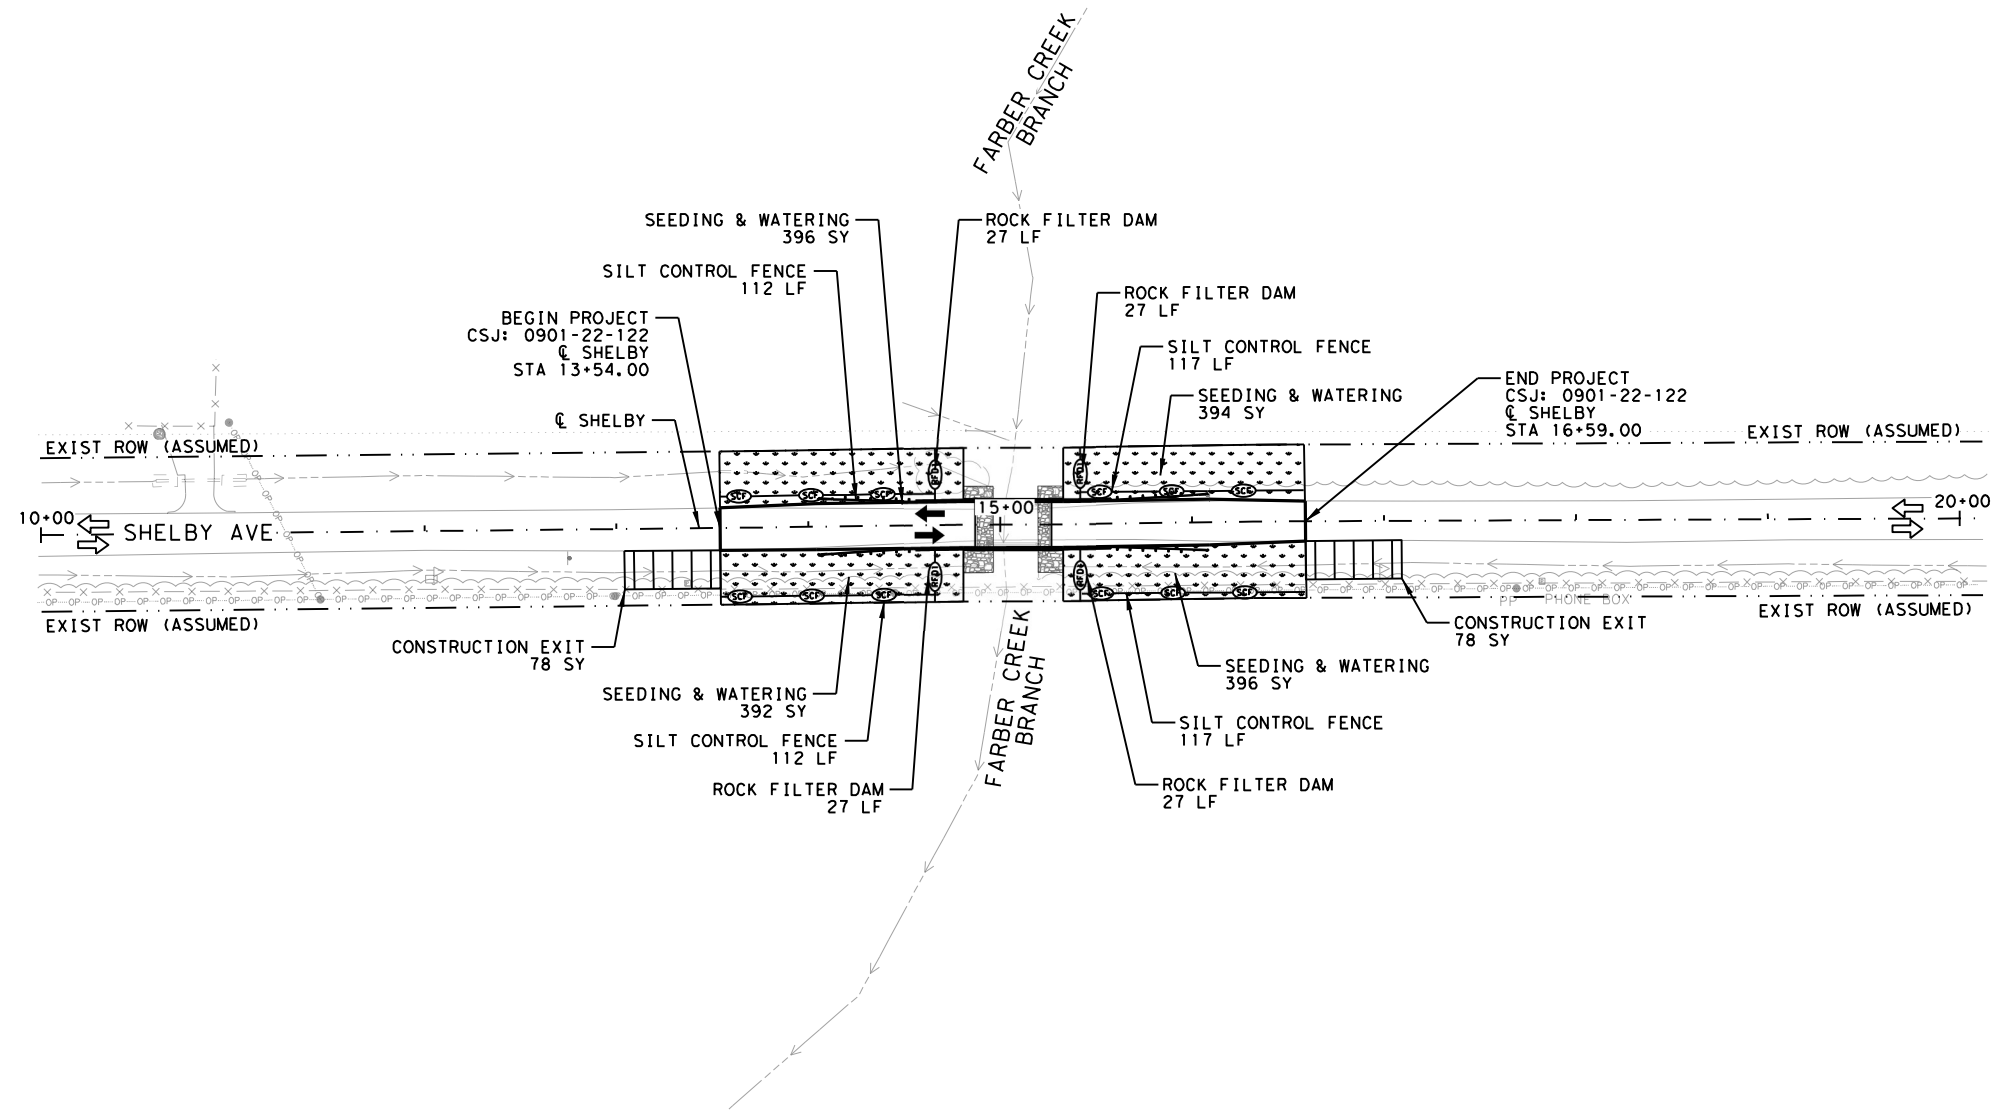 FARBER CREEK
BRANCH
SEEDING & WATERING
396 SY
ROCK FILTER DAM
27 LF
SILT CONTROL FENCE
112 LF
ROCK FILTER DAM
27 LF
BEGIN PROJECT
CSJ: 0901-22-122
℄ SHELBY
STA 13+54.00
SILT CONTROL FENCE
117 LF
END PROJECT
CSJ: 0901-22-122
℄ SHELBY
STA 16+59.00
SEEDING & WATERING
394 SY
℄ SHELBY
EXIST ROW (ASSUMED)
EXIST ROW (ASSUMED)
RFD1
RFD1
SCF
SCF
SCF
SCF
SCF
SCF
10+00
SHELBY AVE
15+00
20+00
RFD1
RFD1
SCF
SCF
SCF
SCF
SCF
SCF
PP
PHONE BOX
EXIST ROW (ASSUMED)
EXIST ROW (ASSUMED)
CONSTRUCTION EXIT
78 SY
CONSTRUCTION EXIT
78 SY
FARBER CREEK
BRANCH
SEEDING & WATERING
392 SY
SEEDING & WATERING
396 SY
SILT CONTROL FENCE
112 LF
SILT CONTROL FENCE
117 LF
ROCK FILTER DAM
27 LF
ROCK FILTER DAM
27 LF